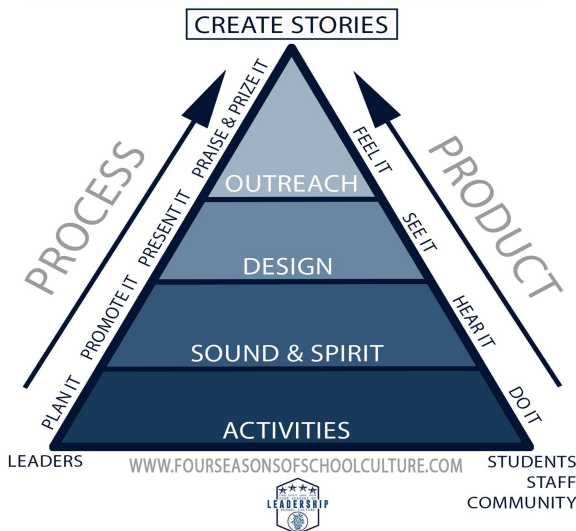 CREATE STORIES
PROCESS
PLAN IT
PROMOTE IT
PRESENT IT
PRAISE & PRIZE IT
PRODUCT
FEEL IT
SEE IT
HEAR IT
DO IT
OUTREACH
DESIGN
SOUND & SPIRIT
ACTIVITIES
LEADERS
WWW.FOURSEASONSOFSCHOOLCULTURE.COM
STUDENTS
STAFF
COMMUNITY
LEADERSHIP